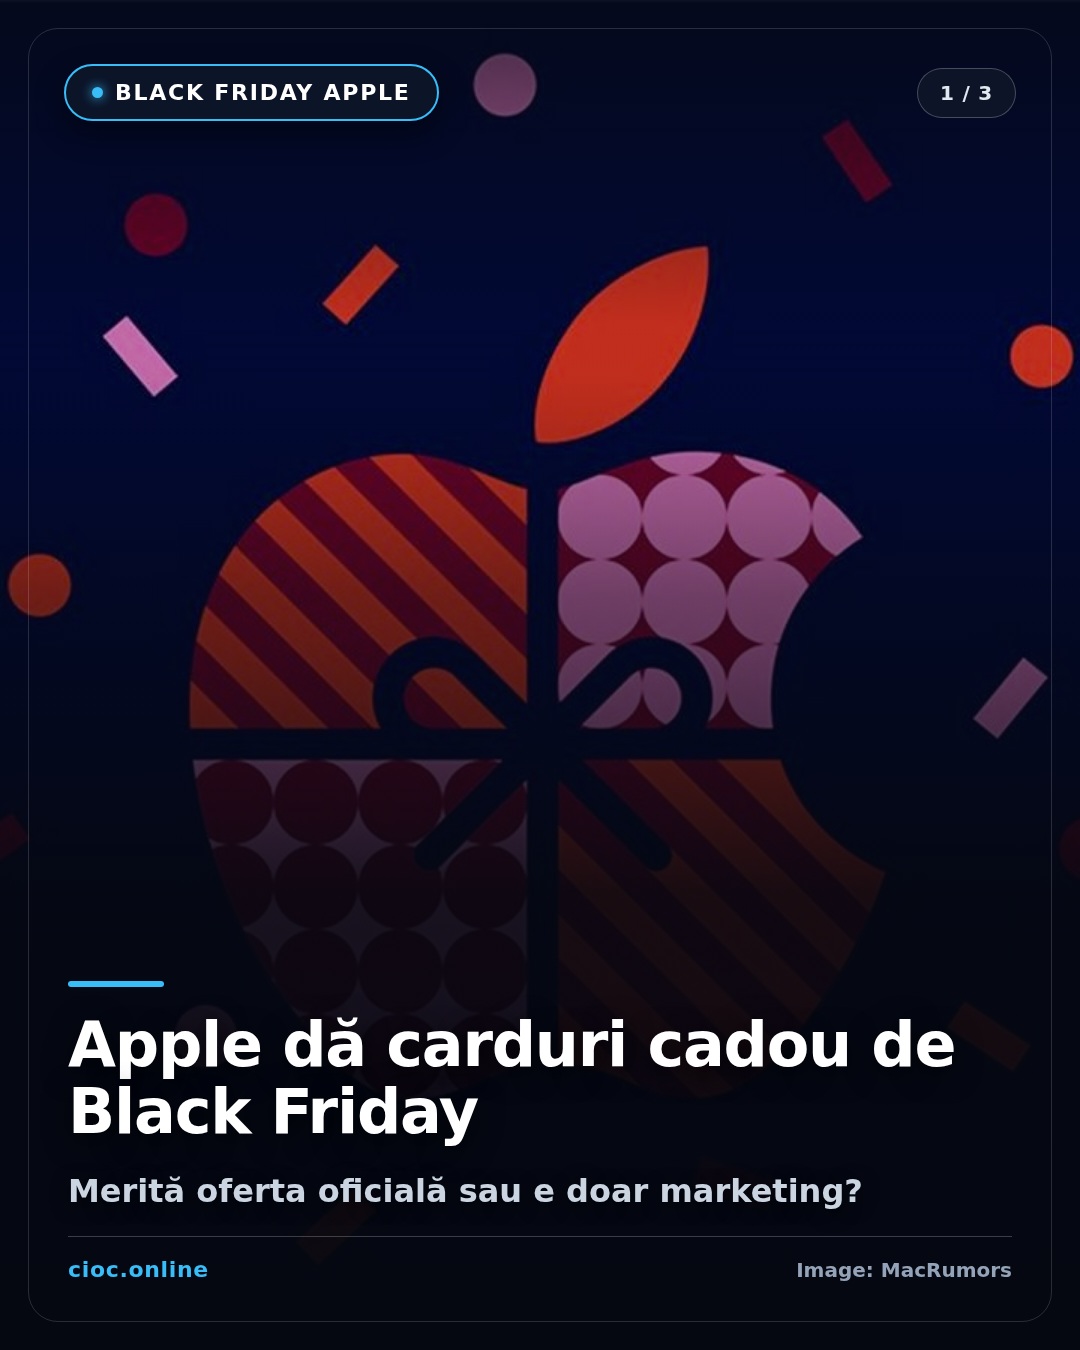 BLACK FRIDAY APPLE
1 / 3
Apple dă carduri cadou de
Black Friday
Merită oferta oficială sau e doar marketing?
cioc.online
Image: MacRumors